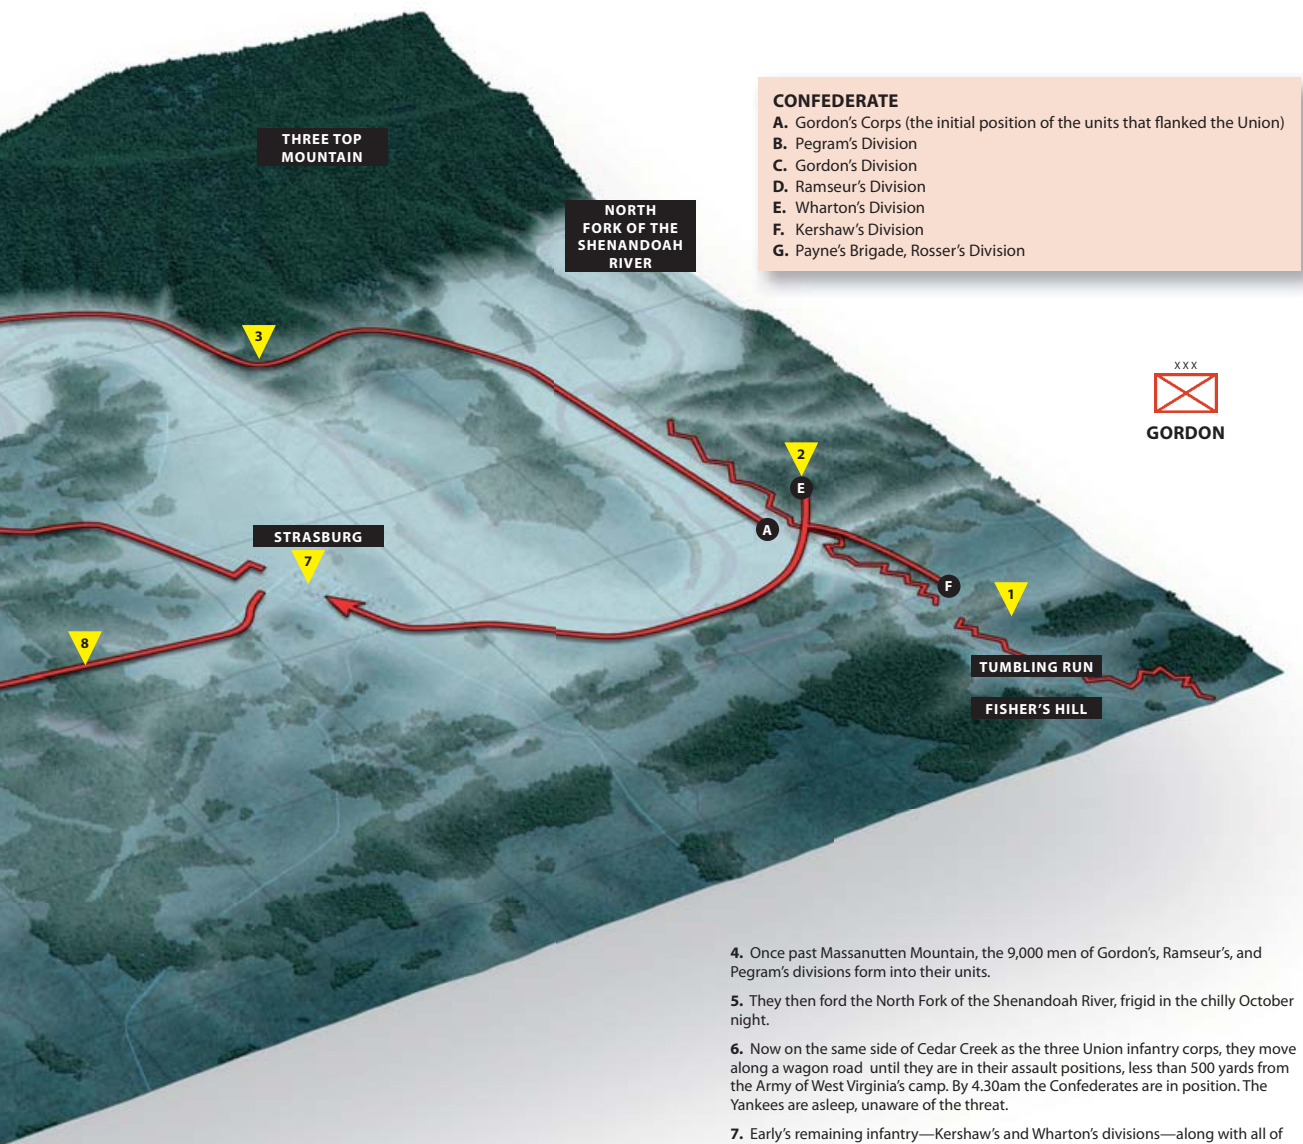 CONFEDERATE
A. Gordon's Corps (the initial position of the units that flanked the Union)
B. Pegram's Division
C. Gordon's Division
D. Ramseur's Division
E. Wharton's Division
F. Kershaw's Division
G. Payne's Brigade, Rosser's Division
THREE TOP
MOUNTAIN
NORTH
FORK OF THE
SHENANDOAH
RIVER
3
xxx
GORDON
2
E
A
STRASBURG
7
F
1
8
TUMBLING RUN
FISHER'S HILL
4. Once past Massanutten Mountain, the 9,000 men of Gordon's, Ramseur's, and
Pegram's divisions form into their units.
5. They then ford the North Fork of the Shenandoah River, frigid in the chilly October
night.
6. Now on the same side of Cedar Creek as the three Union infantry corps, they move
along a wagon road until they are in their assault positions, less than 500 yards from
the Army of West Virginia's camp. By 4.30am the Confederates are in position. The
Yankees are asleep, unaware of the threat.
7. Early's remaining infantry—Kershaw's and Wharton's divisions—along with all of